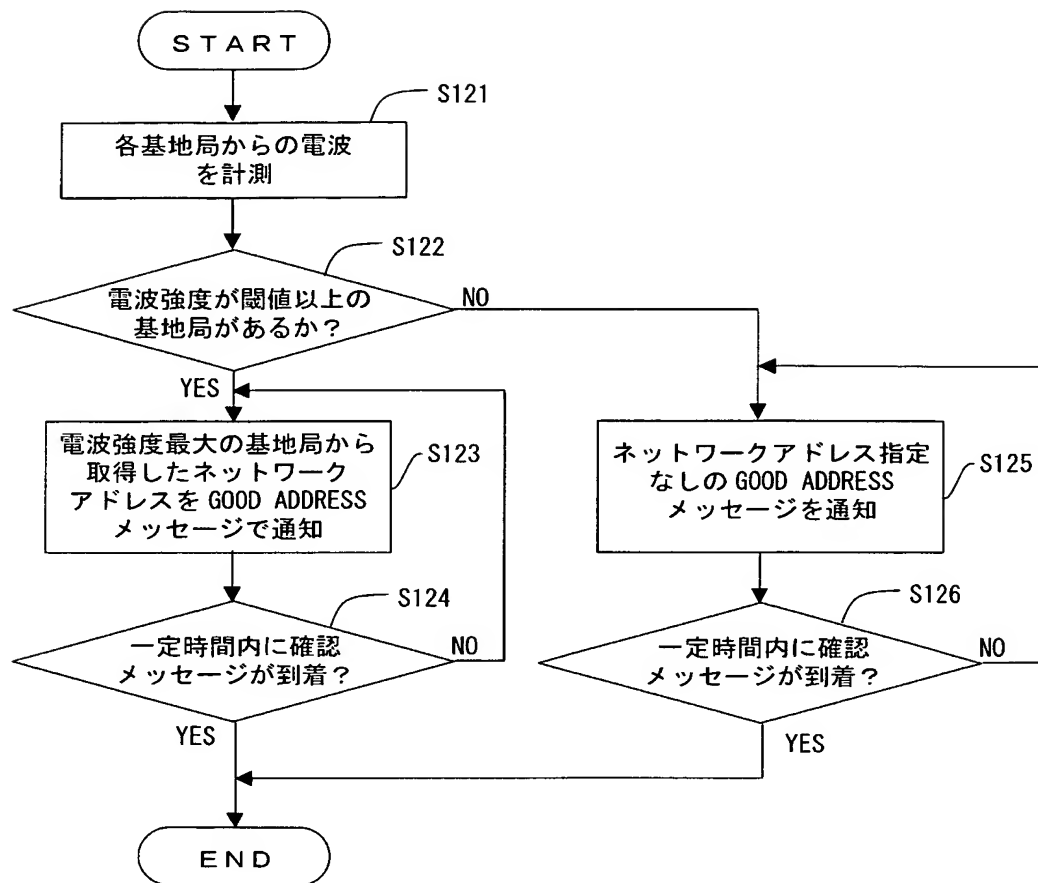 START
S121
各基地局からの電波
を計測
S122
電波強度が閾値以上の
基地局があるか？
NO
YES
電波強度最大の基地局から
取得したネットワーク
アドレスを GOOD ADDRESS
メッセージで通知
S123
ネットワークアドレス指定
なしの GOOD ADDRESS
メッセージを通知
S125
S124
一定時間内に確認
メッセージが到着？
NO
YES
S126
一定時間内に確認
メッセージが到着？
NO
YES
END